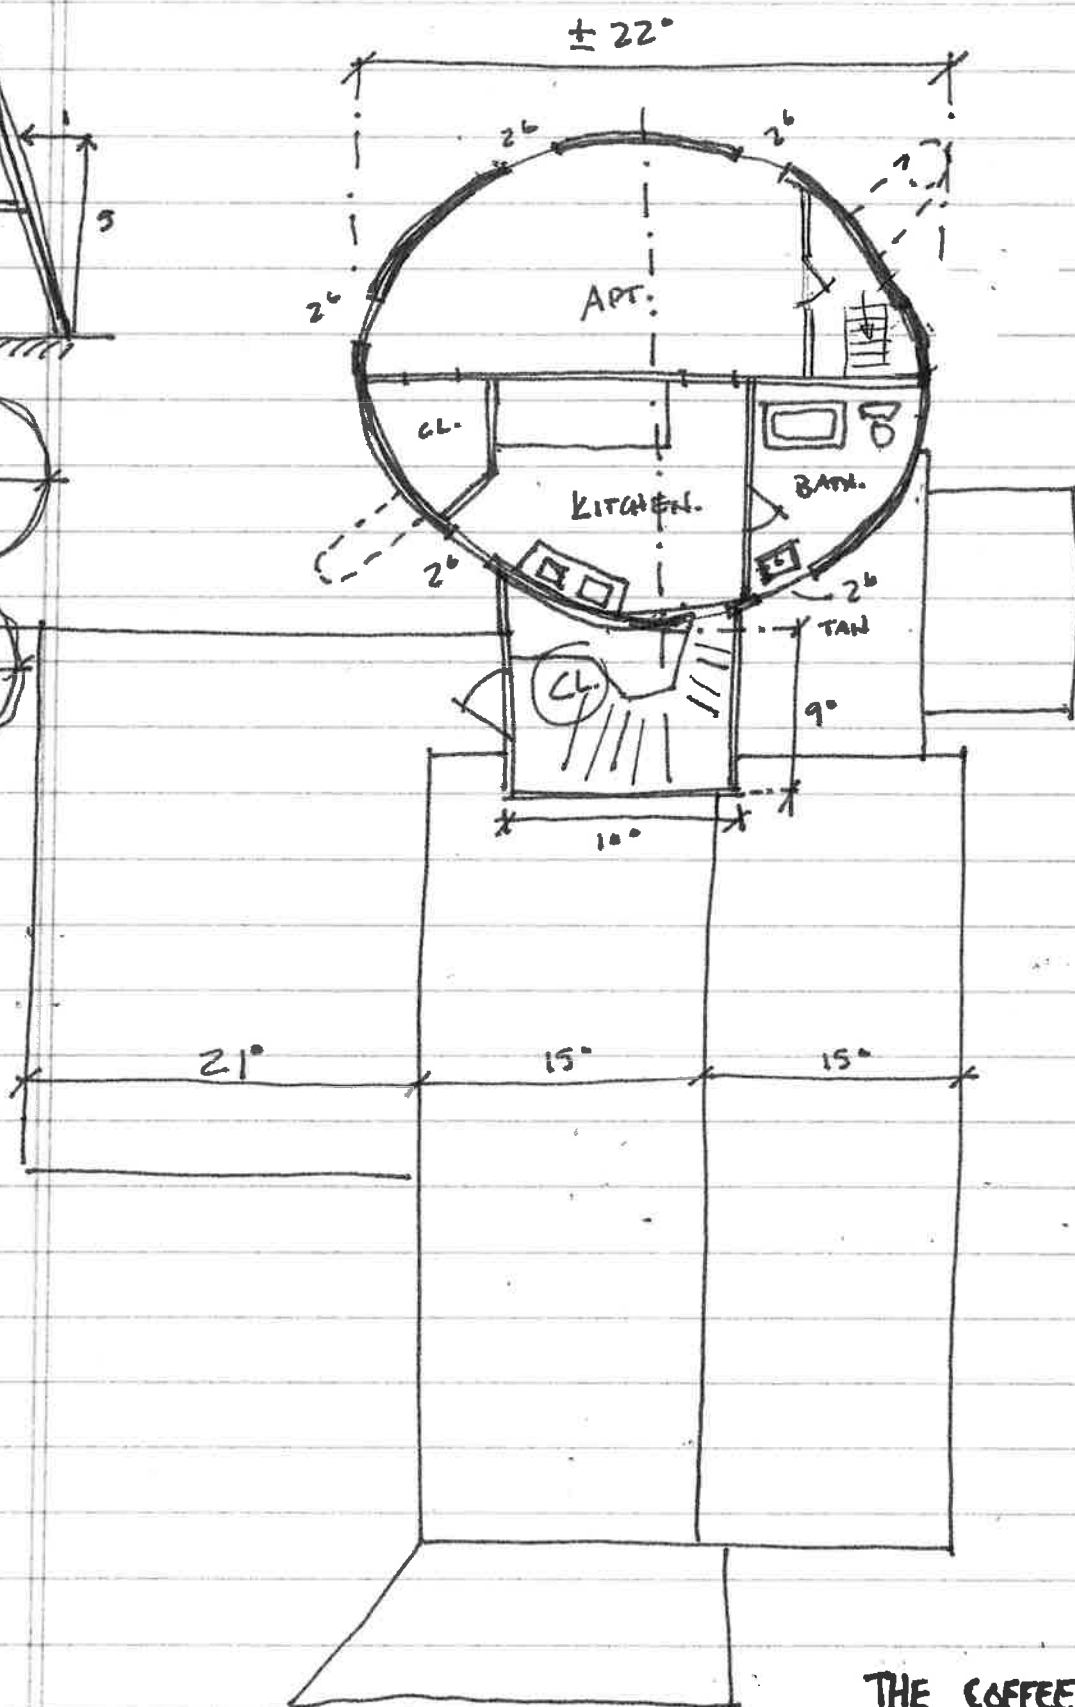 ± 22°
2⁶
2⁶
1
5
2⁶
APT.
CL.
KITCHEN.
BATH.
2⁶
2⁶
TAN
CL.
9°
10°
21°
15°
15°
THE COFFEE